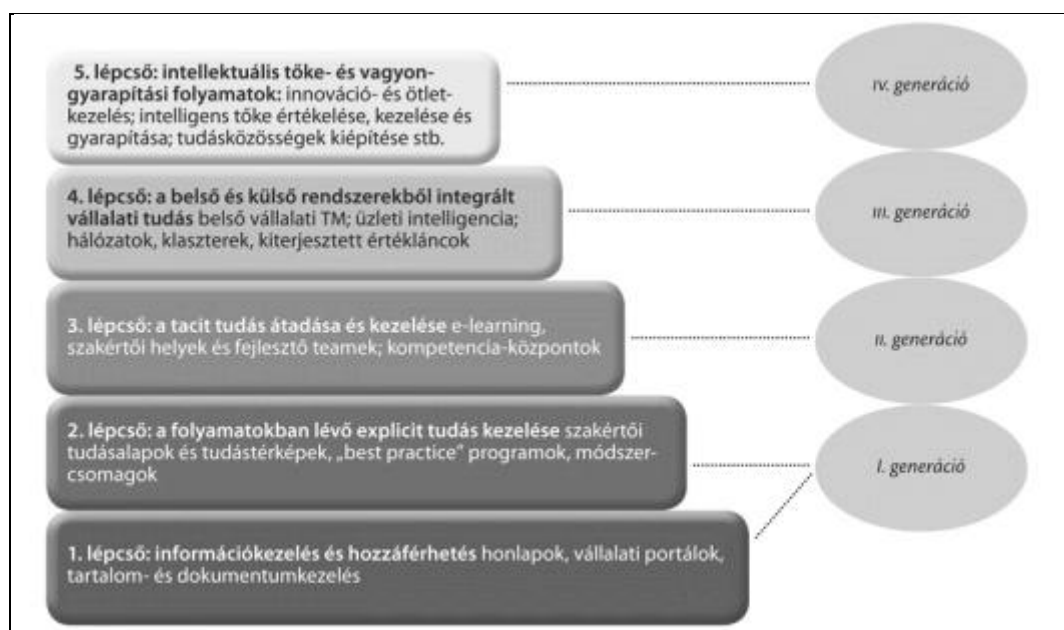 5. lépcső: intellektuális tőke- és vagyon-
gyarapítási folyamatok: innováció- és ötlet-
kezelés; intelligens tőke értékelése, kezelése és
gyarapítása; tudásközösségek kiépítése stb.
IV. generáció
4. lépcső: a belső és külső rendszerekből integrált
vállalati tudás belső vállalati TM; üzleti intelligencia;
hálózatok, klaszterek, kiterjesztett értékláncok
III. generáció
3. lépcső: a tacit tudás átadása és kezelése e-learning,
szakértői helyek és fejlesztő teamek; kompetencia-központok
II. generáció
2. lépcső: a folyamatokban lévő explicit tudás kezelése szakértői
tudásalapok és tudástérképek, „best practice” programok, módszer-
csomagok
I. generáció
1. lépcső: információkezelés és hozzáférhetés honlapok, vállalati portálok,
tartalom- és dokumentumkezelés